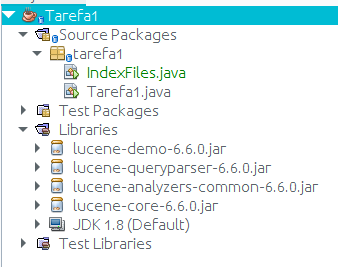 Tarefa1
Source Packages
tarefa1
IndexFiles.java
Tarefa1.java
Test Packages
Libraries
lucene-demo-6.6.0.jar
lucene-queryparser-6.6.0.jar
lucene-analyzers-common-6.6.0.jar
lucene-core-6.6.0.jar
JDK 1.8 (Default)
Test Libraries